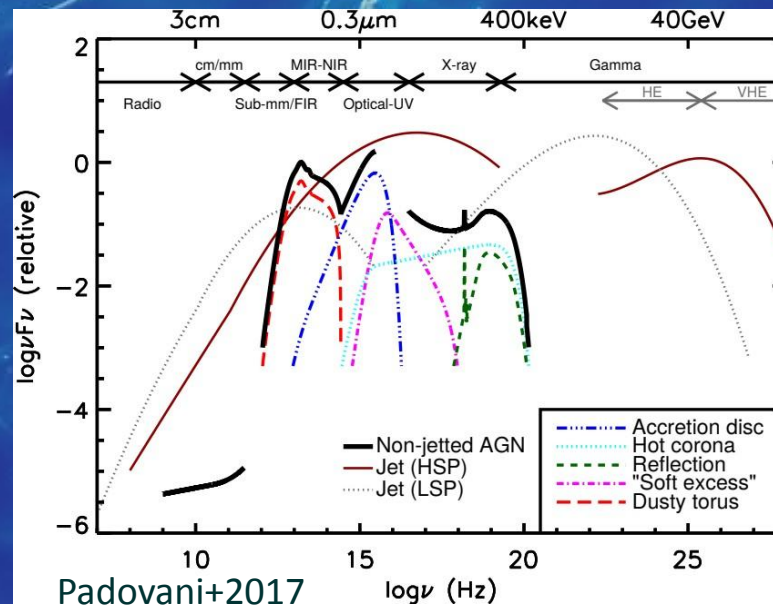 3cm 0.3μm 400keV 40GeV
2
cm/mm MIR-NIR X-ray Gamma
Radio Sub-mm/FIR Optical-UV HE VHE
0
-2
-4
-6
logνFν (relative)
Non-jetted AGN
Jet (HSP)
Jet (LSP)
Accretion disc
Hot corona
Reflection
"Soft excess"
Dusty torus
10 15 20 25
logν (Hz)
Padovani+2017